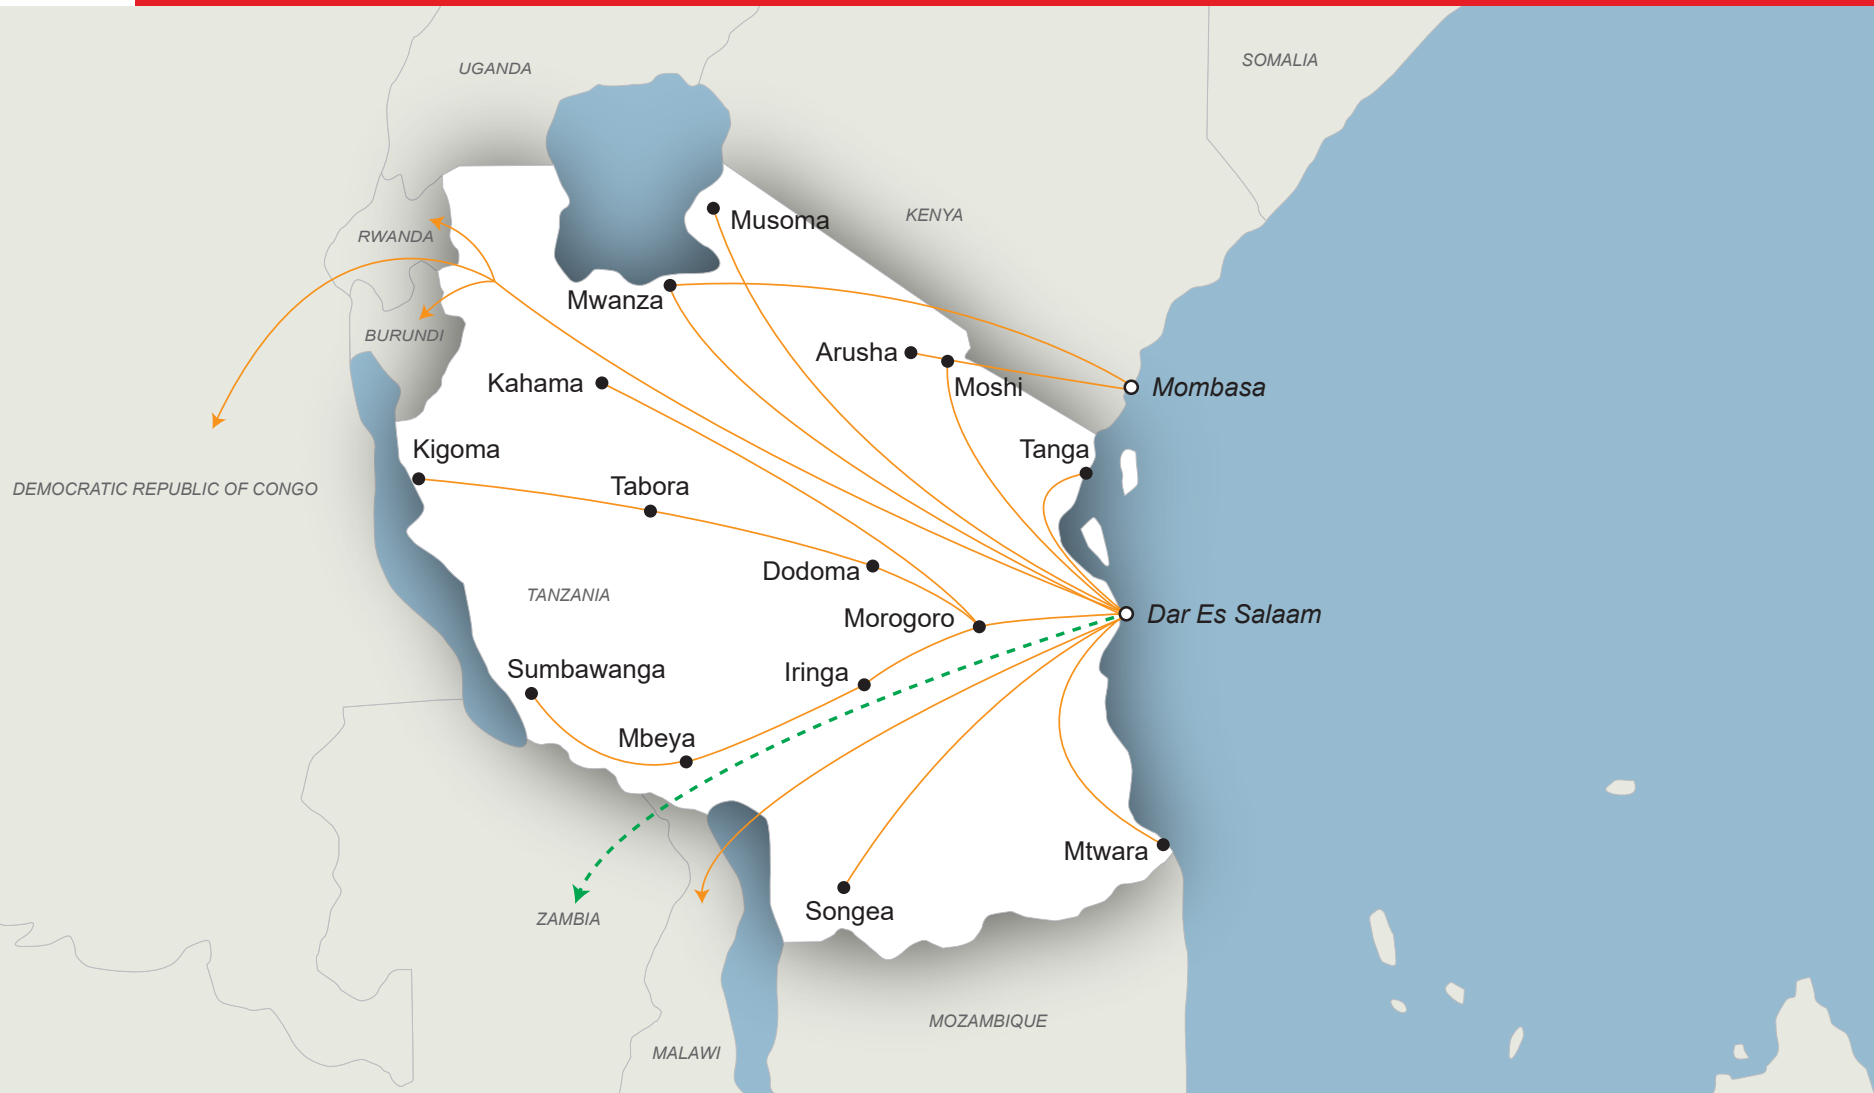 UGANDA
SOMALIA
KENYA
RWANDA
BURUNDI
Musoma
Mwanza
Arusha
Moshi
Mombasa
Kahama
Kigoma
Tanga
DEMOCRATIC REPUBLIC OF CONGO
Tabora
Dodoma
TANZANIA
Morogoro
Dar Es Salaam
Sumbawanga
Iringa
Mbeya
Mtwara
Songea
ZAMBIA
MOZAMBIQUE
MALAWI